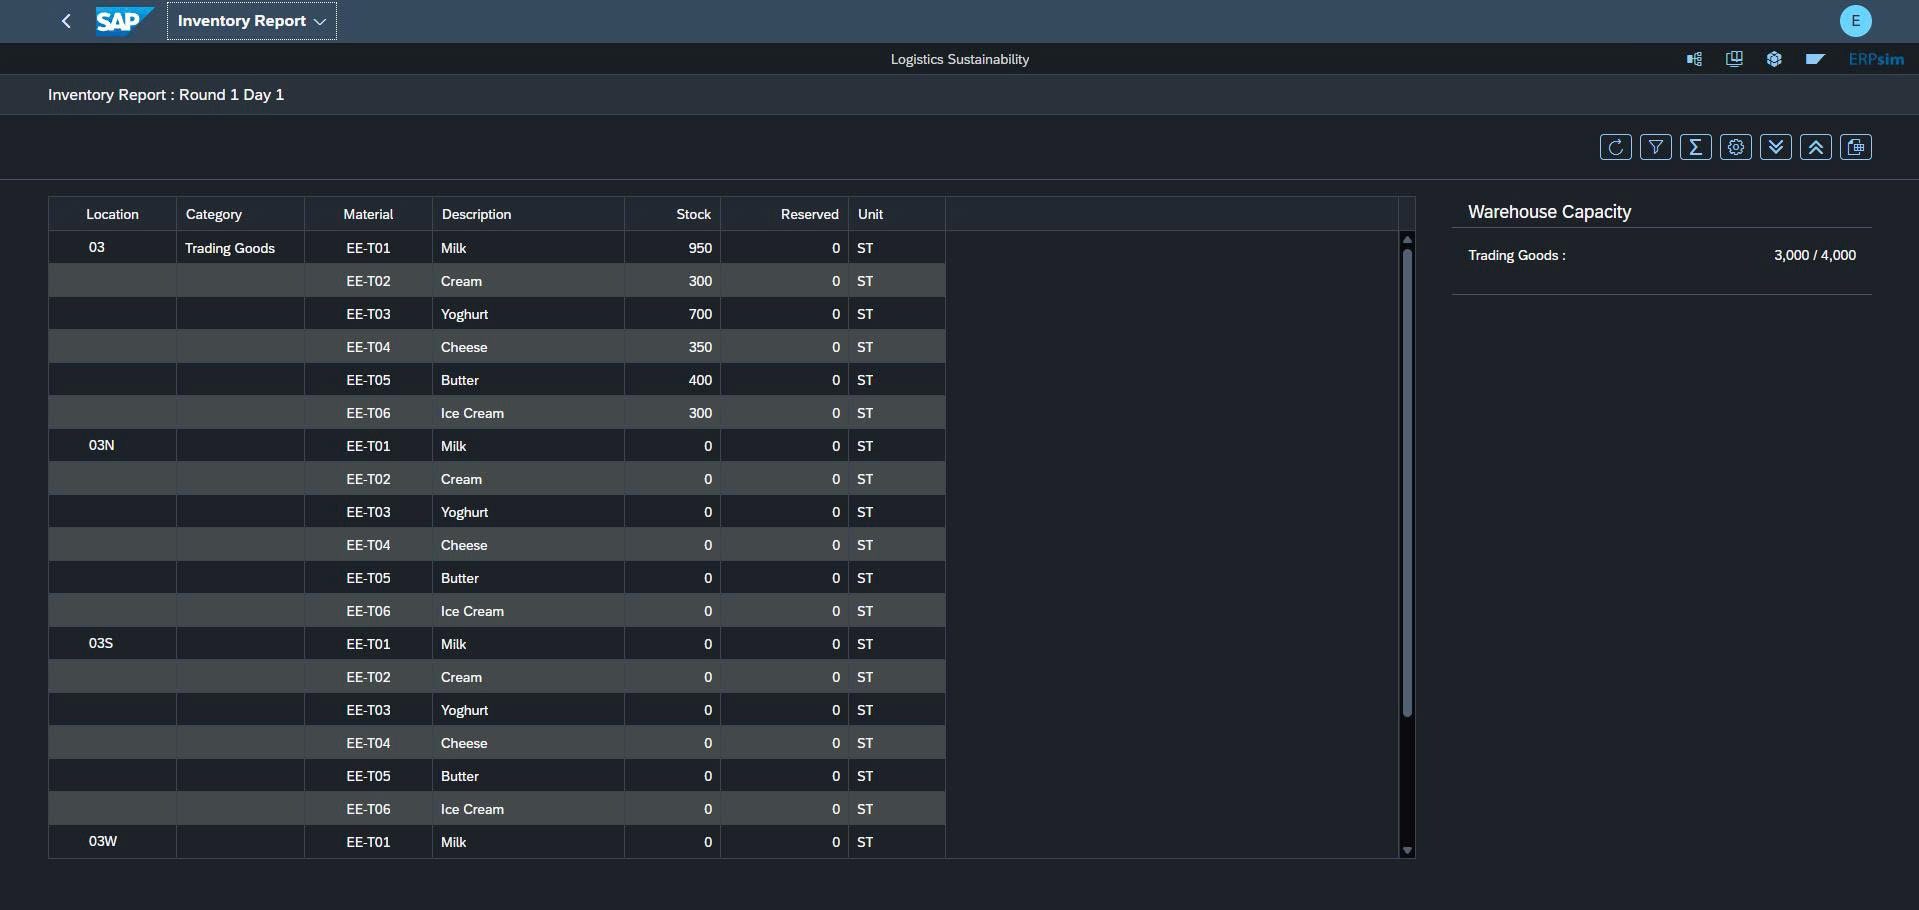 SAP Inventory Report E
Logistics Sustainability
ERPsim
Inventory Report : Round 1 Day 1
Location Category Material Description Stock Reserved Unit
03 Trading Goods EE-T01 Milk 950 0 ST
EE-T02 Cream 300 0 ST
EE-T03 Yoghurt 700 0 ST
EE-T04 Cheese 350 0 ST
EE-T05 Butter 400 0 ST
EE-T06 Ice Cream 300 0 ST
03N EE-T01 Milk 0 0 ST
EE-T02 Cream 0 0 ST
EE-T03 Yoghurt 0 0 ST
EE-T04 Cheese 0 0 ST
EE-T05 Butter 0 0 ST
EE-T06 Ice Cream 0 0 ST
03S EE-T01 Milk 0 0 ST
EE-T02 Cream 0 0 ST
EE-T03 Yoghurt 0 0 ST
EE-T04 Cheese 0 0 ST
EE-T05 Butter 0 0 ST
EE-T06 Ice Cream 0 0 ST
03W EE-T01 Milk 0 0 ST
Warehouse Capacity
Trading Goods : 3,000 / 4,000